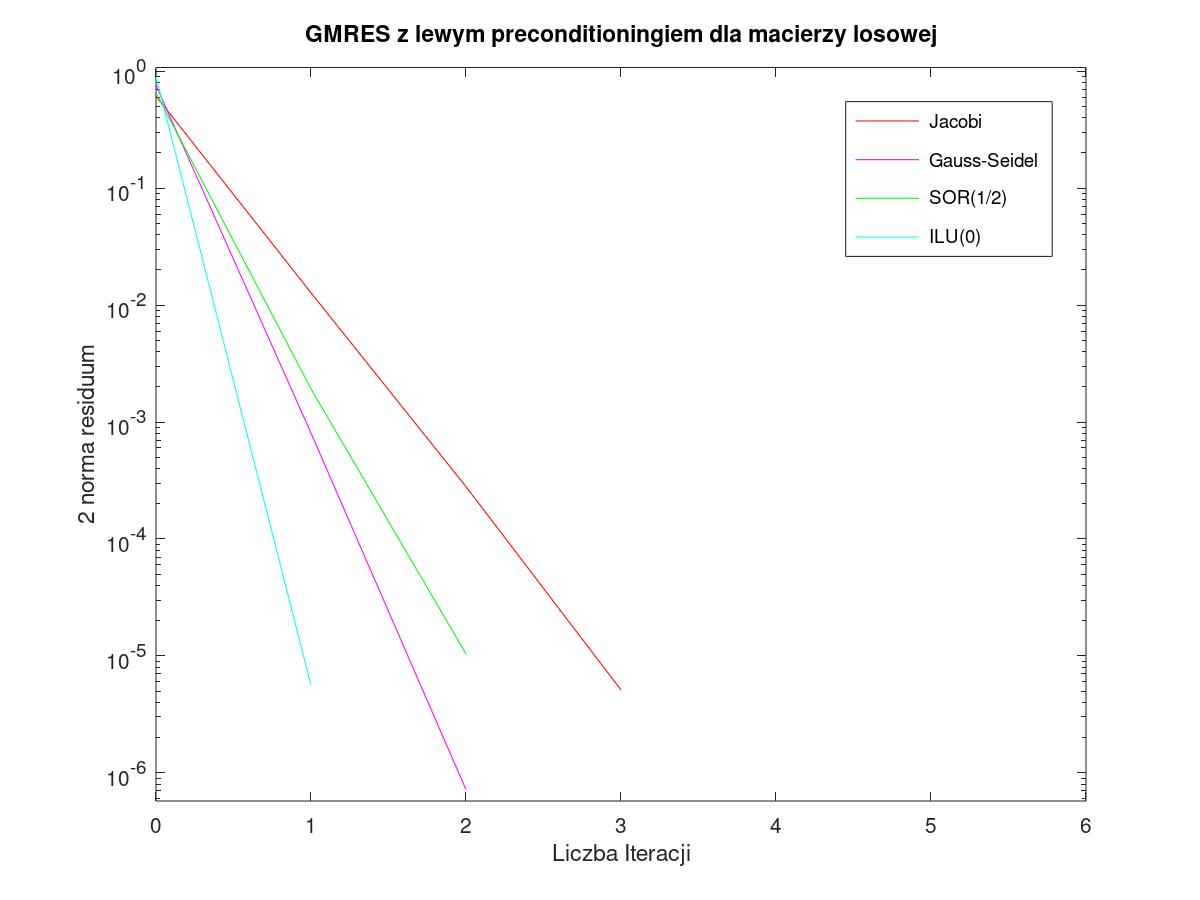 GMRES z lewym preconditioningiem dla macierzy losowej
10^0
10^-1
10^-2
10^-3
10^-4
10^-5
10^-6
2 norma residuum
Jacobi
Gauss-Seidel
SOR(1/2)
ILU(0)
0 1 2 3 4 5 6
Liczba Iteracji